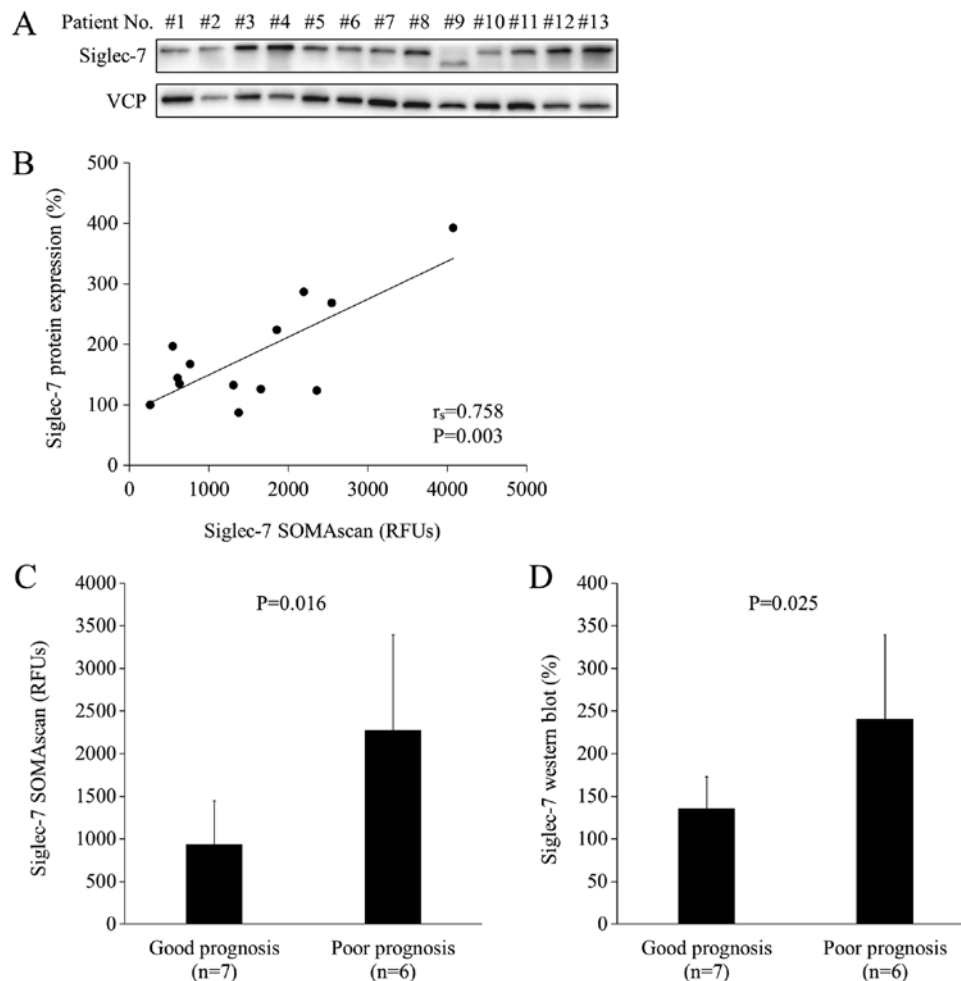 A
Patient No. #1 #2 #3 #4 #5 #6 #7 #8 #9 #10 #11 #12 #13
Siglec-7
VCP
B
Siglec-7 protein expression (%)
500
400
300
200
100
0
rₛ=0.758
P=0.003
0 1000 2000 3000 4000 5000
Siglec-7 SOMAscan (RFUs)
C
Siglec-7 SOMAscan (RFUs)
4000
3500
3000
2500
2000
1500
1000
500
0
P=0.016
Good prognosis Poor prognosis
(n=7) (n=6)
D
Siglec-7 western blot (%)
400
350
300
250
200
150
100
50
0
P=0.025
Good prognosis Poor prognosis
(n=7) (n=6)